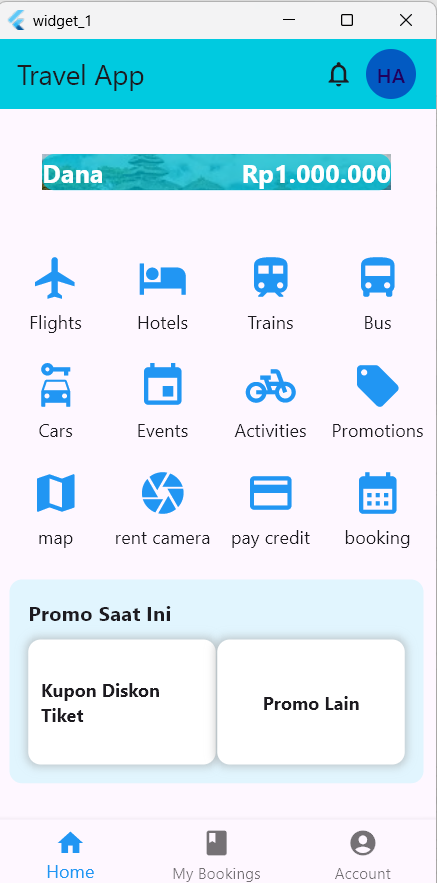 widget_1
Travel App
HA
Dana Rp1.000.000
Flights Hotels Trains Bus
Cars Events Activities Promotions
map rent camera pay credit booking
Promo Saat Ini
Kupon Diskon
Tiket
Promo Lain
Home My Bookings Account